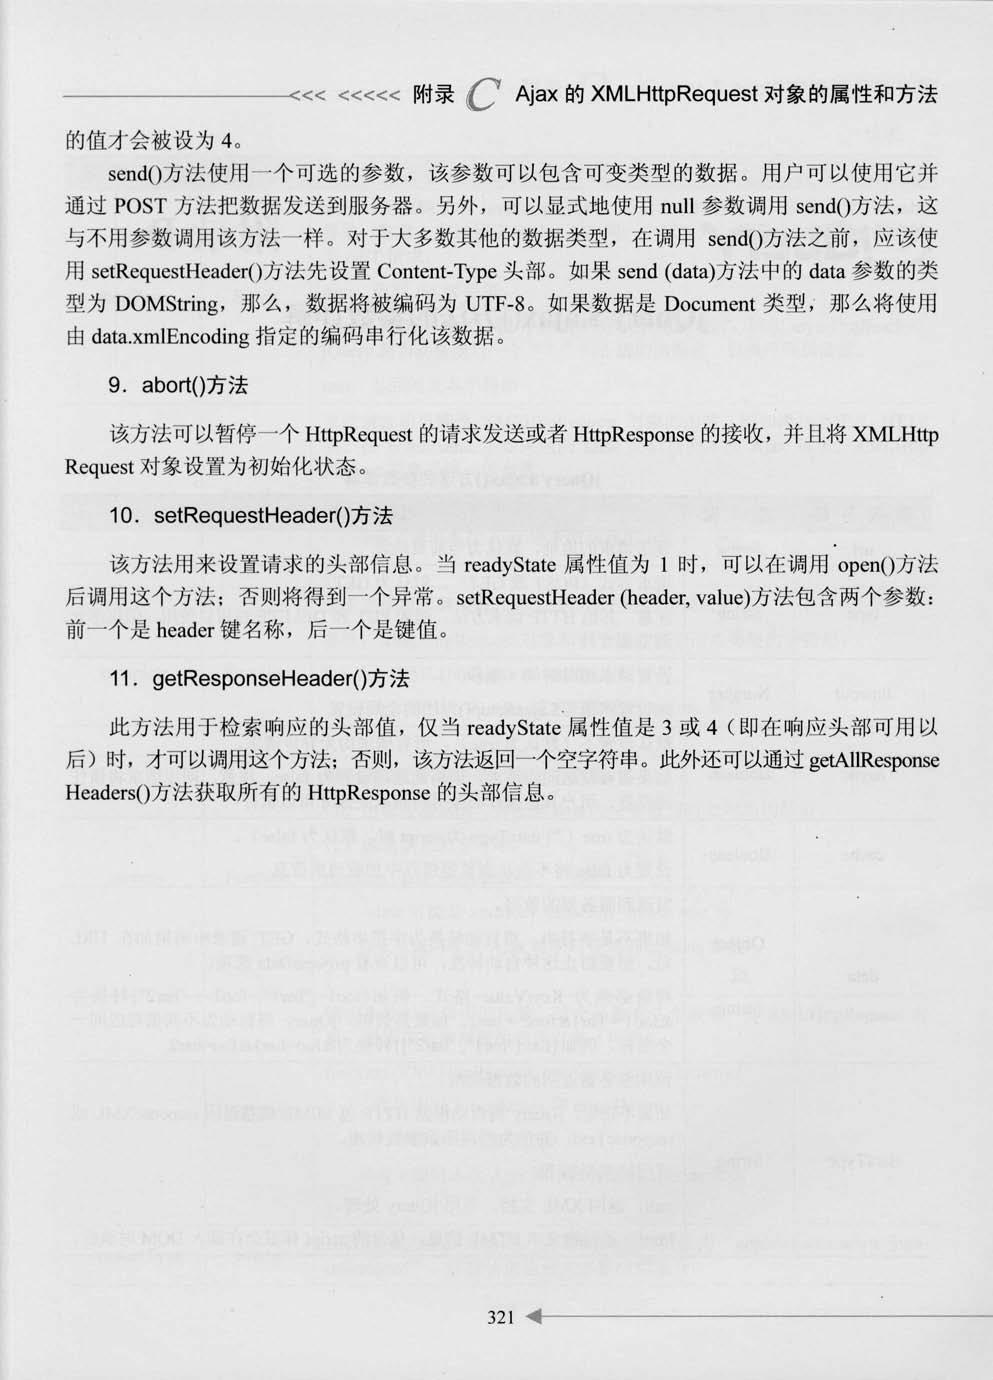 <<< <<<<< 附录 C Ajax 的 XMLHttpRequest 对象的属性和方法
的值才会被设为 4。
send()方法使用一个可选的参数，该参数可以包含可变类型的数据。用户可以使用它并
通过 POST 方法把数据发送到服务器。另外，可以显式地使用 null 参数调用 send()方法，这
与不用参数调用该方法一样。对于大多数其他的数据类型，在调用 send()方法之前，应该使
用 setRequestHeader()方法先设置 Content-Type 头部。如果 send (data)方法中的 data 参数的类
型为 DOMString，那么，数据将被编码为 UTF-8。如果数据是 Document 类型，那么将使用
由 data.xmlEncoding 指定的编码串行化该数据。
9．abort()方法
该方法可以暂停一个 HttpRequest 的请求发送或者 HttpResponse 的接收，并且将 XMLHttp
Request 对象设置为初始化状态。
10．setRequestHeader()方法
该方法用来设置请求的头部信息。当 readyState 属性值为 1 时，可以在调用 open()方法
后调用这个方法；否则将得到一个异常。setRequestHeader (header, value)方法包含两个参数：
前一个是 header 键名称，后一个是键值。
11．getResponseHeader()方法
此方法用于检索响应的头部值，仅当 readyState 属性值是 3 或 4（即在响应头部可用以
后）时，才可以调用这个方法；否则，该方法返回一个空字符串。此外还可以通过 getAllResponse
Headers()方法获取所有的 HttpResponse 的头部信息。
321